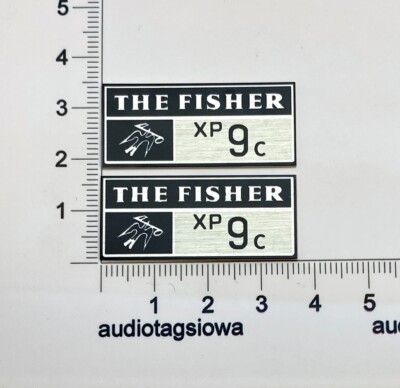 5
4
THE FISHER
3
XP 9c
2
THE FISHER
1
XP 9c
1 2 3 4 5
audiotagsiowa
au